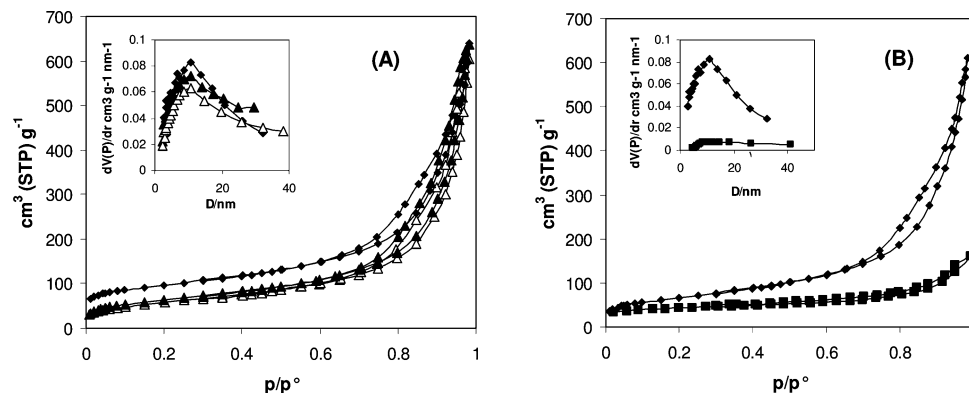 (A)
cm³ (STP) g⁻¹
700
600
500
400
300
200
100
0
0 0.2 0.4 0.6 0.8 1
p/p°
dV(P)/dr cm3 g-1 nm-1
0.1
0.08
0.06
0.04
0.02
0
0 20 40
D/nm
(B)
cm³ (STP) g⁻¹
700
600
500
400
300
200
100
0
0 0.2 0.4 0.6 0.8
p/p°
dV(P)/dr cm3 g-1 nm-1
0.1
0.08
0.06
0.04
0.02
0
0 20 40
D/nm